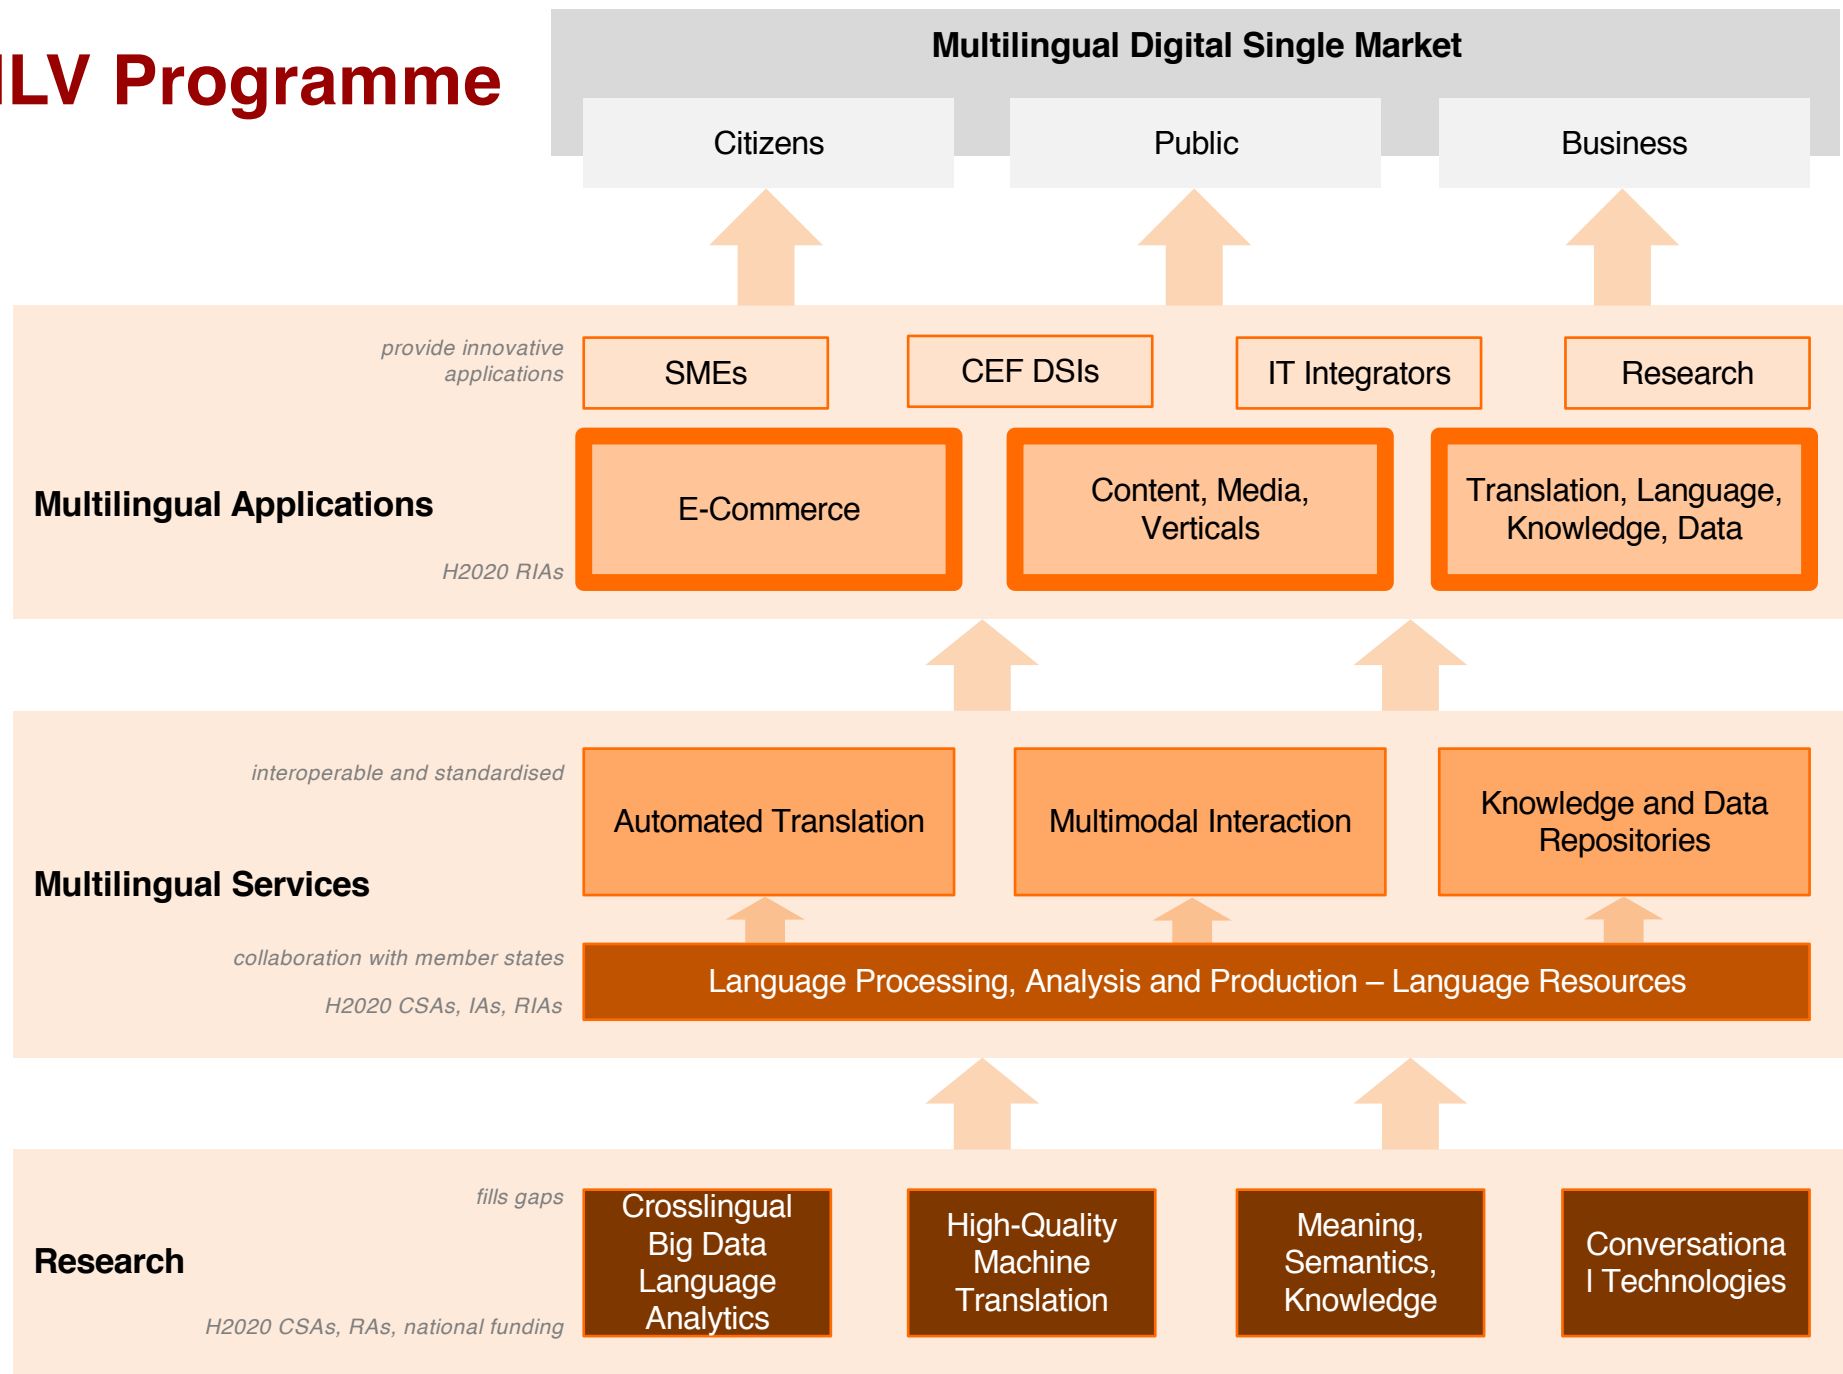 LV Programme
Multilingual Digital Single Market
Citizens
Public
Business
provide innovative
applications
SMEs
CEF DSIs
IT Integrators
Research
Multilingual Applications
E-Commerce
Content, Media,
Verticals
Translation, Language,
Knowledge, Data
H2020 RIAs
interoperable and standardised
Automated Translation
Multimodal Interaction
Knowledge and Data
Repositories
Multilingual Services
collaboration with member states
H2020 CSAs, IAs, RIAs
Language Processing, Analysis and Production – Language Resources
fills gaps
Research
H2020 CSAs, RAs, national funding
Crosslingual
Big Data
Language
Analytics
High-Quality
Machine
Translation
Meaning,
Semantics,
Knowledge
Conversationa
l Technologies